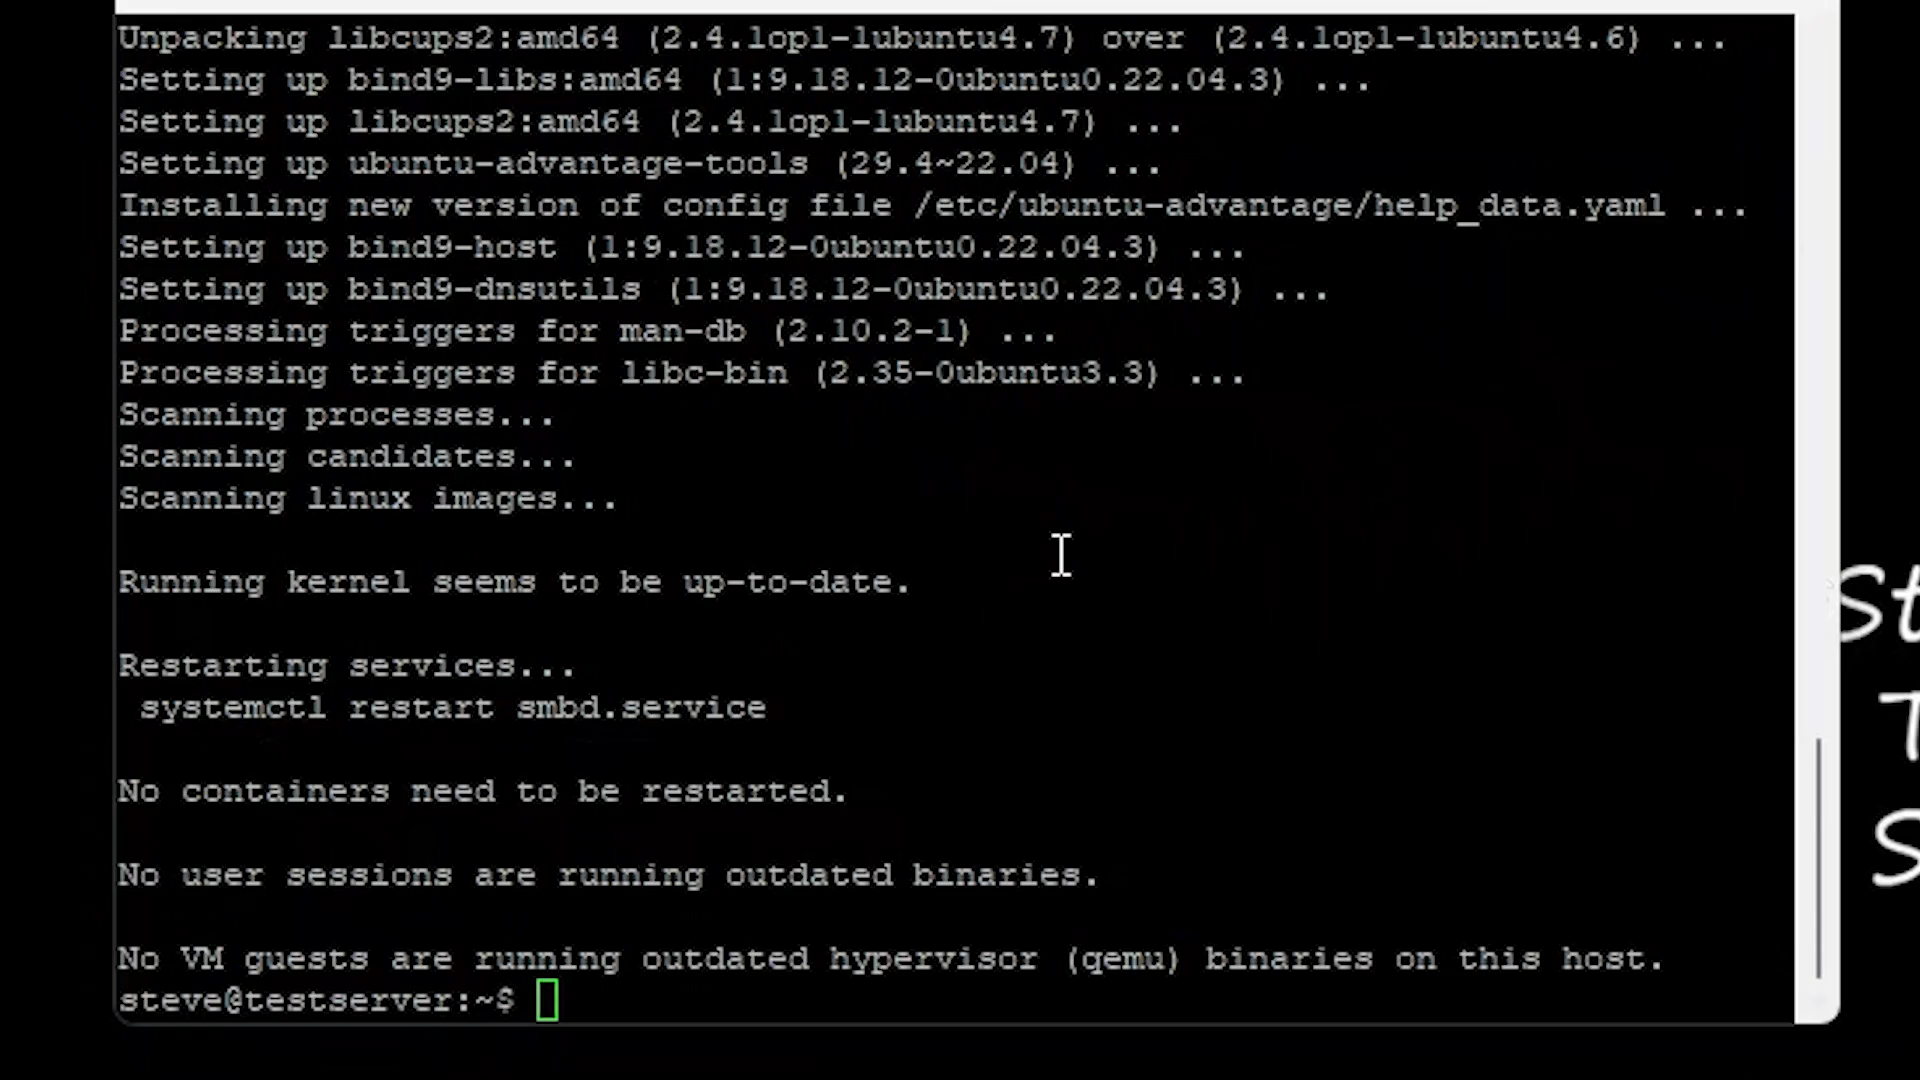 Unpacking libcups2:amd64 (2.4.1op1-1ubuntu4.7) over (2.4.1op1-1ubuntu4.6) ...
Setting up bind9-libs:amd64 (1:9.18.12-0ubuntu0.22.04.3) ...
Setting up libcups2:amd64 (2.4.1op1-1ubuntu4.7) ...
Setting up ubuntu-advantage-tools (29.4~22.04) ...
Installing new version of config file /etc/ubuntu-advantage/help_data.yaml ...
Setting up bind9-host (1:9.18.12-0ubuntu0.22.04.3) ...
Setting up bind9-dnsutils (1:9.18.12-0ubuntu0.22.04.3) ...
Processing triggers for man-db (2.10.2-1) ...
Processing triggers for libc-bin (2.35-0ubuntu3.3) ...
Scanning processes...
Scanning candidates...
Scanning linux images...
Running kernel seems to be up-to-date.
Restarting services...
systemctl restart smbd.service
No containers need to be restarted.
No user sessions are running outdated binaries.
No VM guests are running outdated hypervisor (qemu) binaries on this host.
steve@testserver:~$